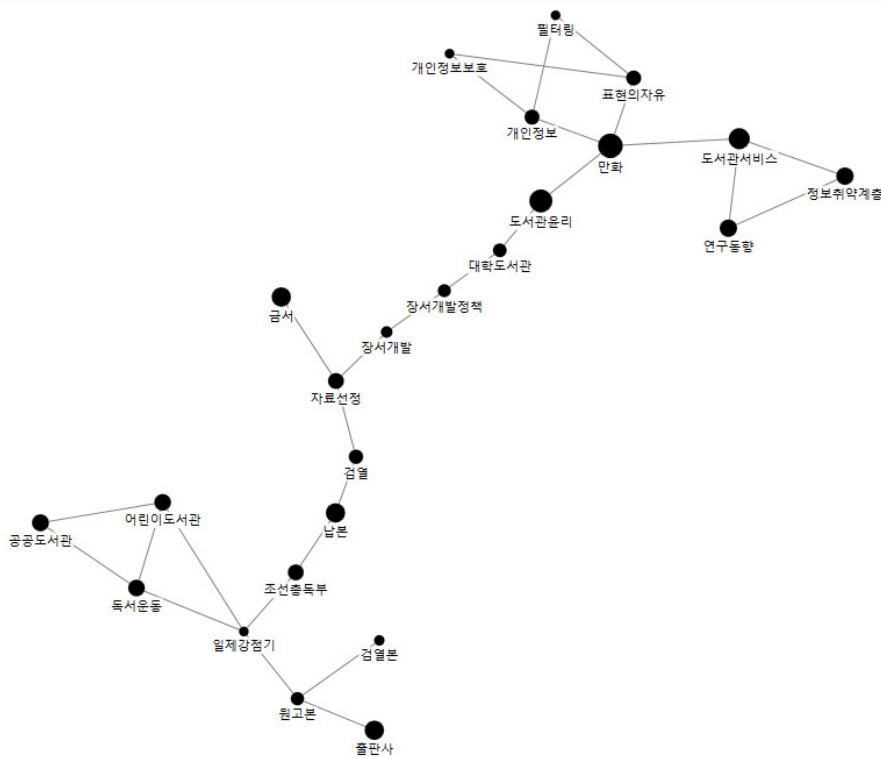 필터링
개인정보보호
표현의자유
개인정보
만화
도서관서비스
정보취약계층
도서관윤리
연구동향
대학도서관
장서개발정책
금서
장서개발
자료선정
검열
어린이도서관
납본
공공도서관
조선총독부
독서운동
일제강점기
검열본
원고본
출판사